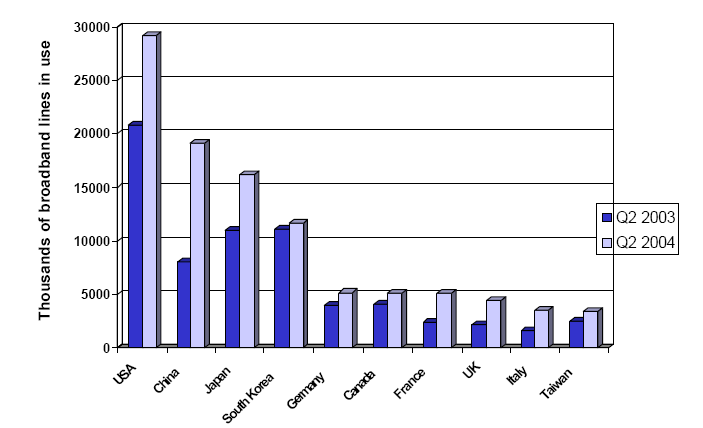 Thousands of broadband lines in use
30000
25000
20000
15000
10000
5000
0
USA
China
Japan
South Korea
Germany
Canada
France
UK
Italy
Taiwan
Q2 2003
Q2 2004